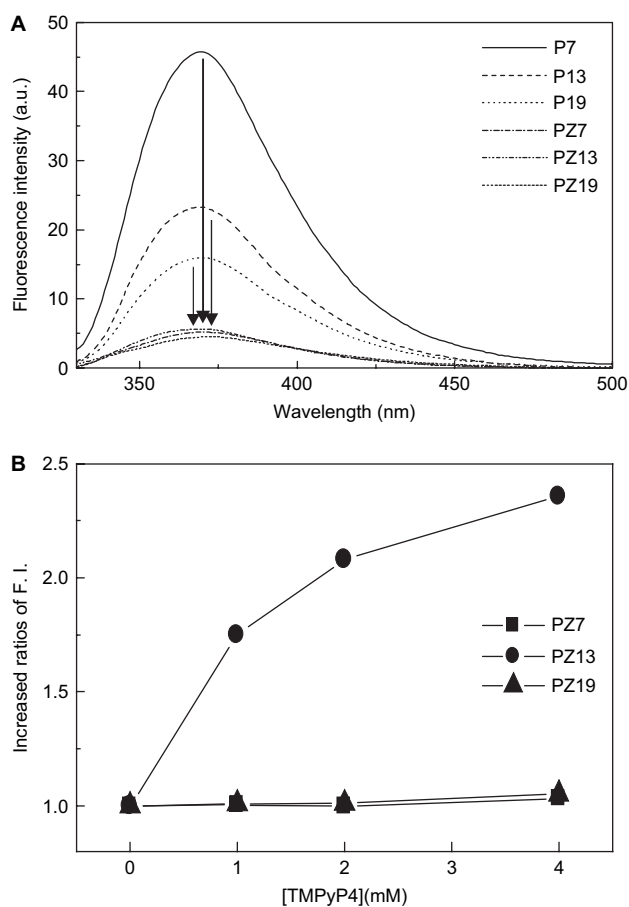 A
50
40
30
20
10
0
350
400
450
500
Fluorescence intensity (a.u.)
Wavelength (nm)
P7
P13
P19
PZ7
PZ13
PZ19
B
2.5
2.0
1.5
1.0
0
1
2
3
4
Increased ratios of F. I.
[TMPyP4](mM)
PZ7
PZ13
PZ19